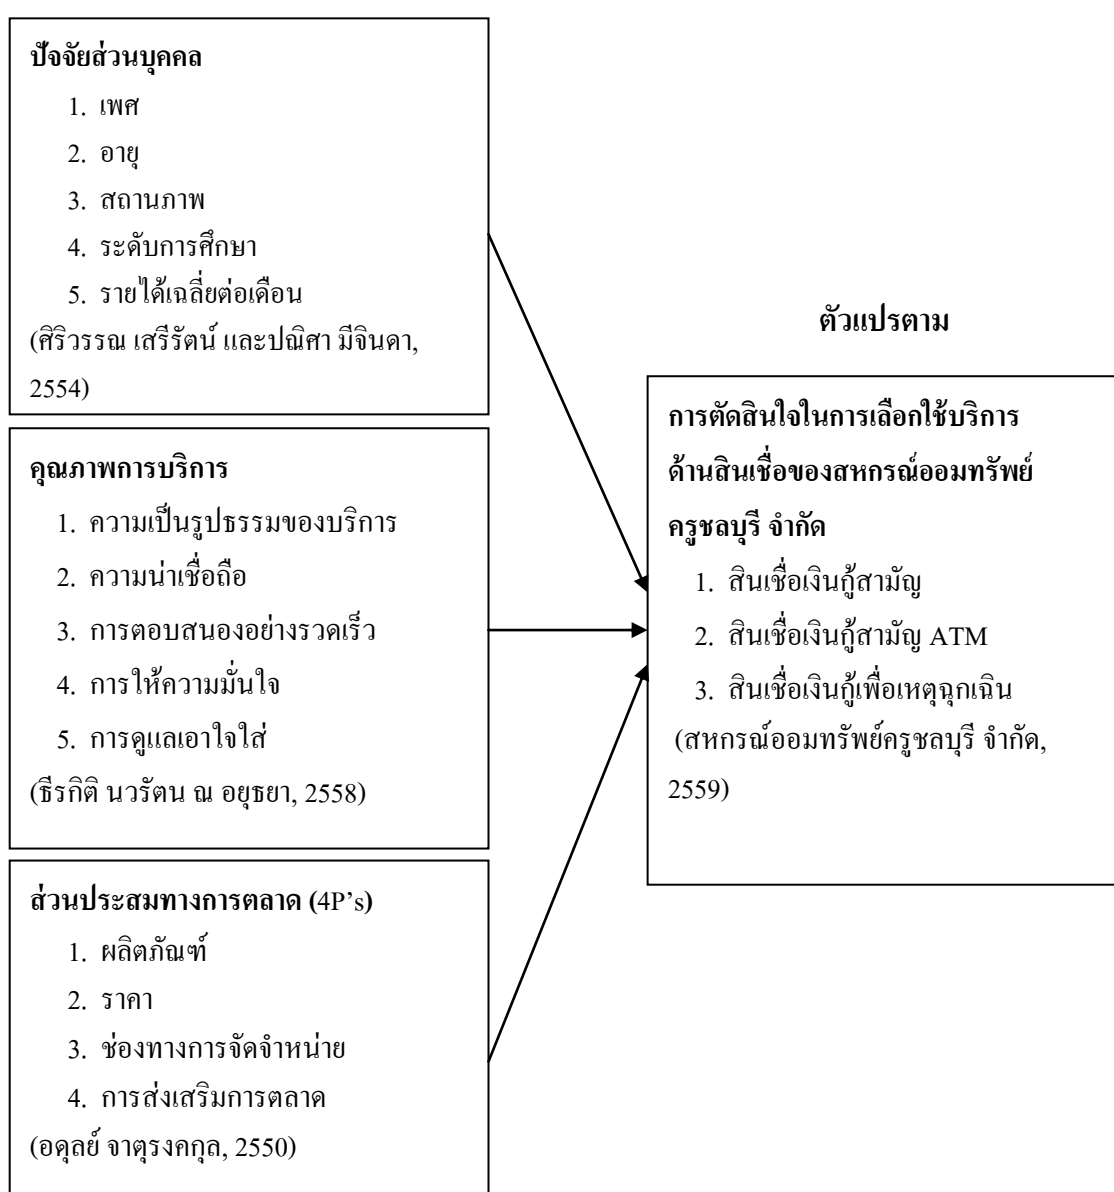 ปัจจัยส่วนบุคคล
1. เพศ
2. อายุ
3. สถานภาพ
4. ระดับการศึกษา
5. รายได้เฉลี่ยต่อเดือน
(ศิริวรรณ เสรีรัตน์ และปณิศา มีจินดา,
2554)
คุณภาพการบริการ
1. ความเป็นรูปธรรมของบริการ
2. ความน่าเชื่อถือ
3. การตอบสนองอย่างรวดเร็ว
4. การให้ความมั่นใจ
5. การดูแลเอาใจใส่
(ธีรกิติ นวรัตน ณ อยุธยา, 2558)
ส่วนประสมทางการตลาด (4P’s)
1. ผลิตภัณฑ์
2. ราคา
3. ช่องทางการจัดจำหน่าย
4. การส่งเสริมการตลาด
(อดุลย์ จาตุรงคกุล, 2550)
ตัวแปรตาม
การตัดสินใจในการเลือกใช้บริการ
ด้านสินเชื่อของสหกรณ์ออมทรัพย์
ครูชลบุรี จำกัด
1. สินเชื่อเงินกู้สามัญ
2. สินเชื่อเงินกู้สามัญ ATM
3. สินเชื่อเงินกู้เพื่อเหตุฉุกเฉิน
(สหกรณ์ออมทรัพย์ครูชลบุรี จำกัด,
2559)